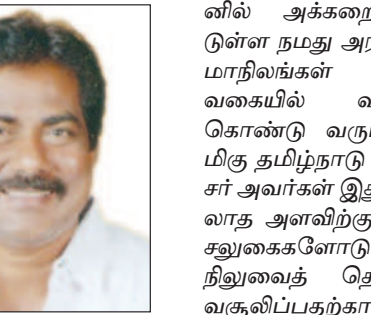 னில் அக்கறை
டுள்ள நமது அர
மாநிலங்கள்
வகையில்
கொண்டு வரு
மிகு தமிழ்நாடு
சர் அவர்கள் இத
லாத அளவிற்கு
சலுகைகளோடு
நிலுவைத்
வசூலிப்பதற்கா